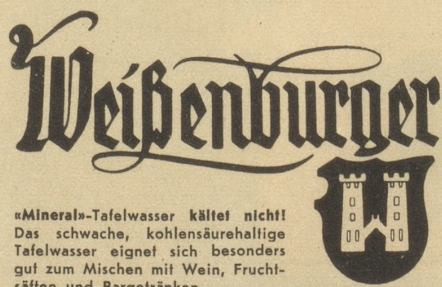 Weißenburger
«Mineral»-Tafelwasser kältet nicht!
Das schwache, kohlensäurehaltige
Tafelwasser eignet sich besonders
gut zum Mischen mit Wein, Frucht-
säften und Bargetränken